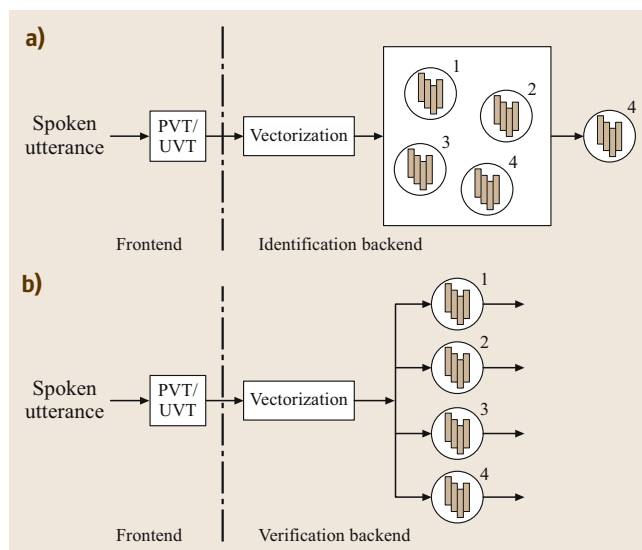 a)
1
2
4
Spoken
utterance
PVT/
UVT
Vectorization
3
4
Frontend
Identification backend
b)
1
2
Spoken
utterance
PVT/
UVT
Vectorization
3
4
Frontend
Verification backend